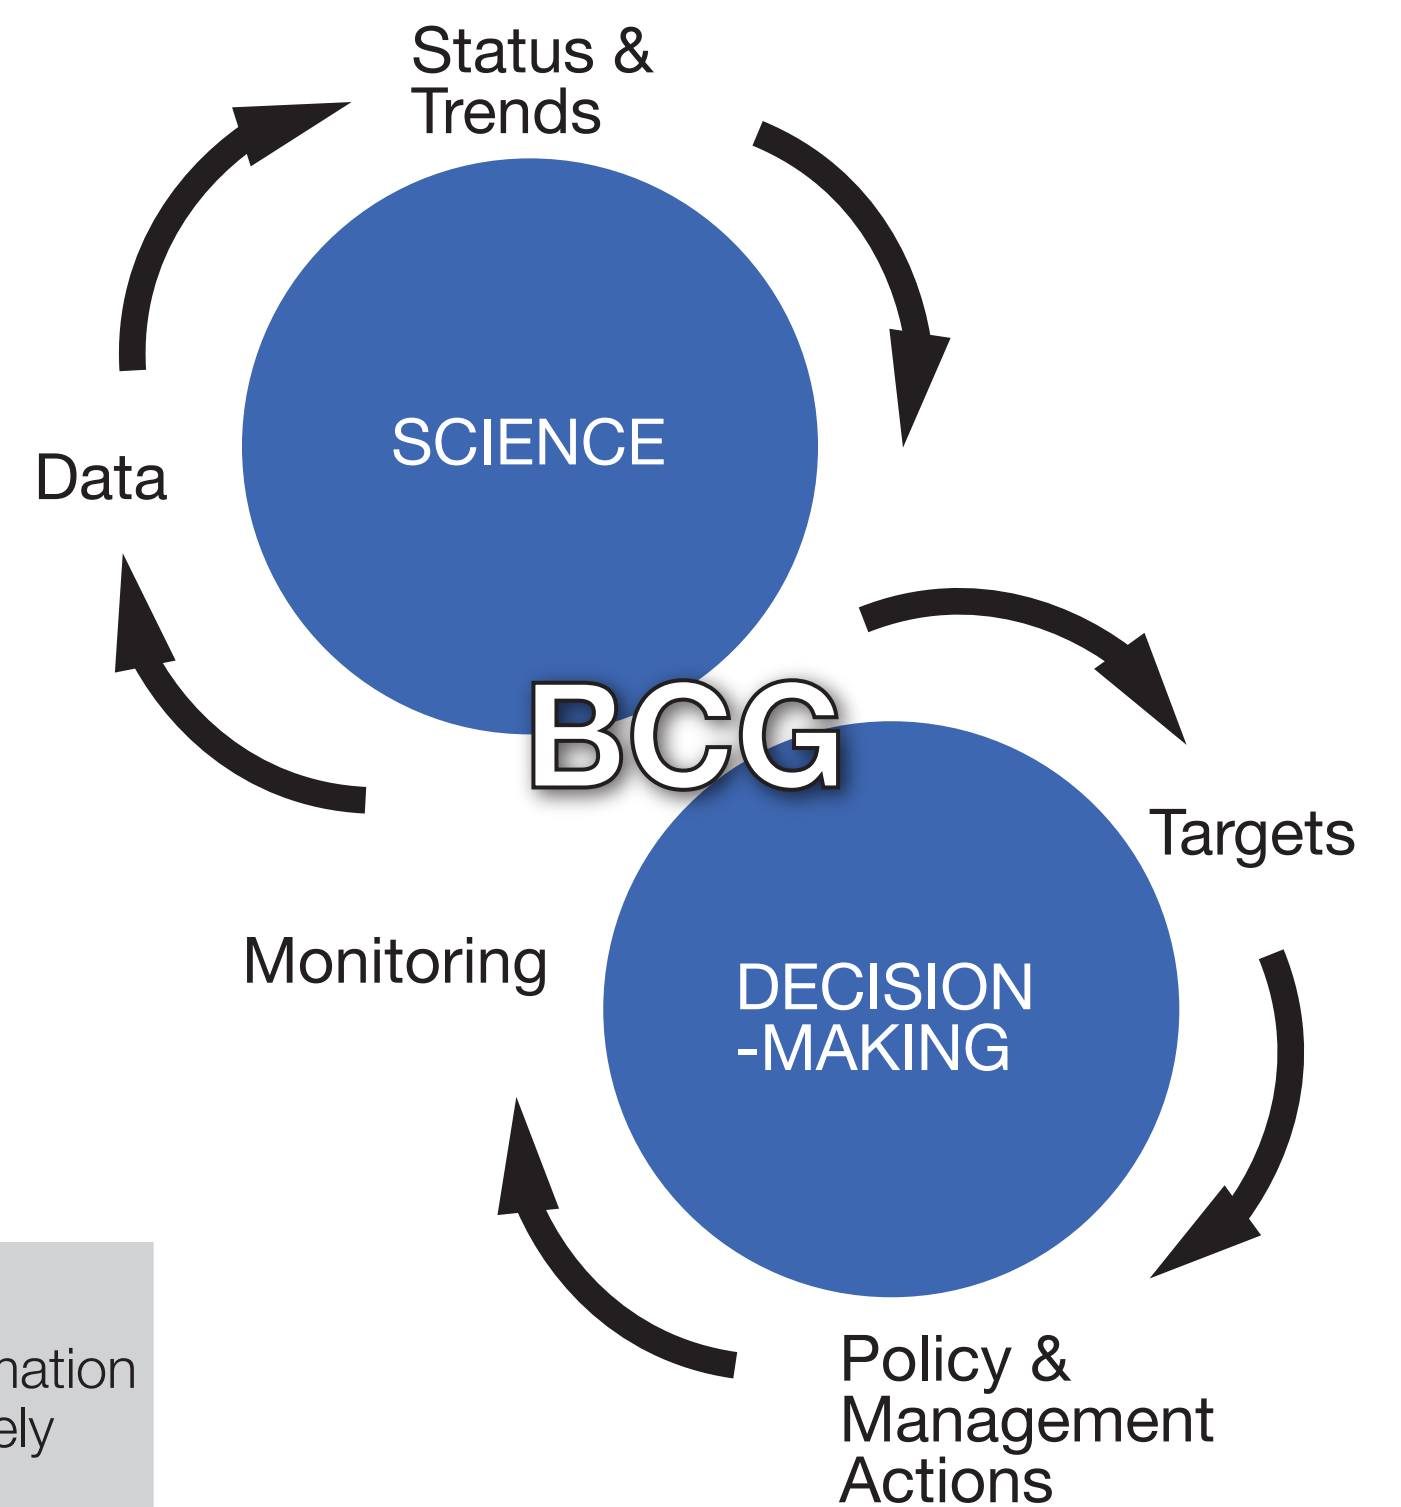 Status &
Trends
SCIENCE
Data
BCG
Targets
Monitoring
DECISION
-MAKING
Policy &
Management
Actions